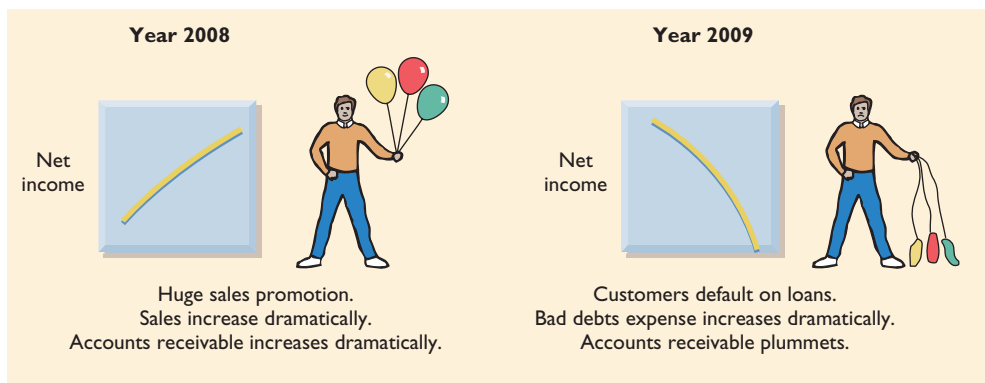 Year 2008
Net
income
Huge sales promotion.
Sales increase dramatically.
Accounts receivable increases dramatically.
Year 2009
Net
income
Customers default on loans.
Bad debts expense increases dramatically.
Accounts receivable plummets.